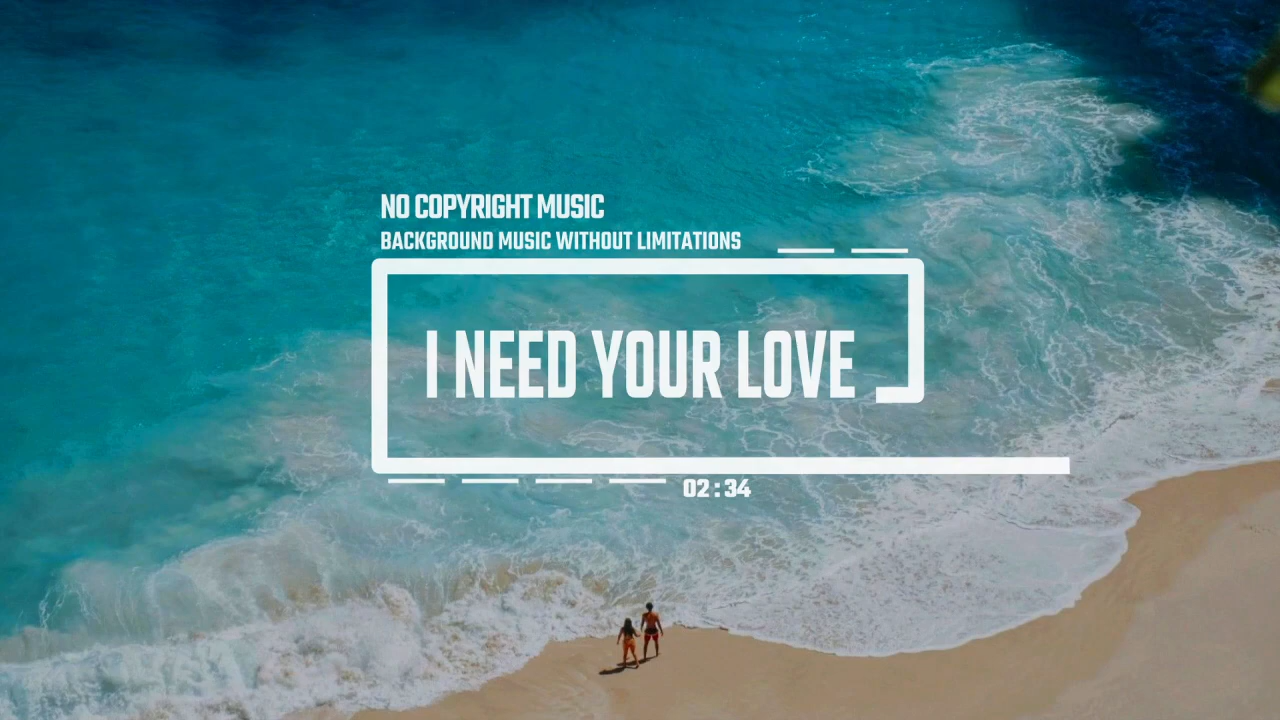 NO COPYRIGHT MUSIC
BACKGROUND MUSIC WITHOUT LIMITATIONS
I NEED YOUR LOVE
02:34